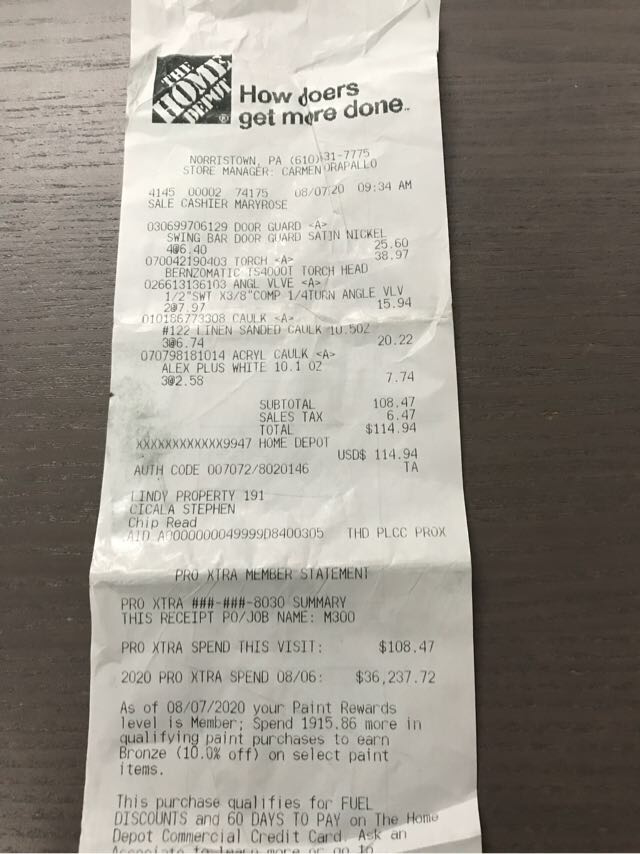 THE
HOME
DEPOT
How doers
get more done.
NORRISTOWN, PA (610) 31-7775
STORE MANAGER: CARMEN ORAPALLO
4145 00002 74175 08/07/20 09:34 AM
SALE CASHIER MARYROSE
030699706129 DOOR GUARD <A>
SWING BAR DOOR GUARD SATIN NICKEL
4@6.40 25.60
070042190403 TORCH <A> 38.97
BERNZOMATIC TS4000T TORCH HEAD
026613136103 ANGL VLVE <A>
1/2"SWT X3/8"COMP 1/4TURN ANGLE VLV
2@7.97 15.94
010186773308 CAULK <A>
#122 LINEN SANDED CAULK 10.5OZ
3@6.74 20.22
070798181014 ACRYL CAULK <A>
ALEX PLUS WHITE 10.1 OZ
3@2.58 7.74
SUBTOTAL 108.47
SALES TAX 6.47
TOTAL $114.94
XXXXXXXXXXXX9947 HOME DEPOT
USD$ 114.94
AUTH CODE 007072/8020146 TA
LINDY PROPERTY 191
CICALA STEPHEN
Chip Read
AID A0000000049999D8400305 THD PLCC PROX
PRO XTRA MEMBER STATEMENT
PRO XTRA ###-###-8030 SUMMARY
THIS RECEIPT PO/JOB NAME: M300
PRO XTRA SPEND THIS VISIT: $108.47
2020 PRO XTRA SPEND 08/06: $36,237.72
As of 08/07/2020 your Paint Rewards
level is Member; Spend 1915.86 more in
qualifying paint purchases to earn
Bronze (10.0% off) on select paint
items.
This purchase qualifies for FUEL
DISCOUNTS and 60 DAYS TO PAY on The Home
Depot Commercial Credit Card. Ask an
Associate to learn more or go to